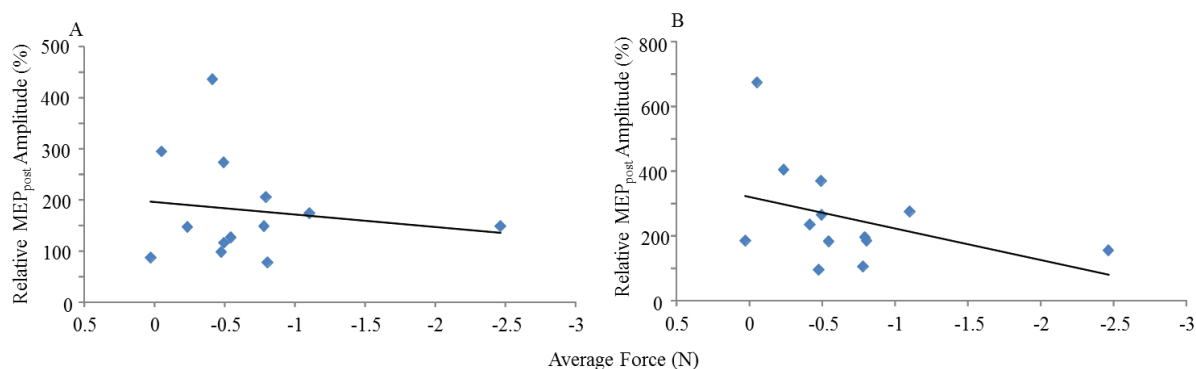 A
Relative MEPpost Amplitude (%)
500
400
300
200
100
0
0.5 0 -0.5 -1 -1.5 -2 -2.5 -3
B
Relative MEPpost Amplitude (%)
800
600
400
200
0
0.5 0 -0.5 -1 -1.5 -2 -2.5 -3
Average Force (N)